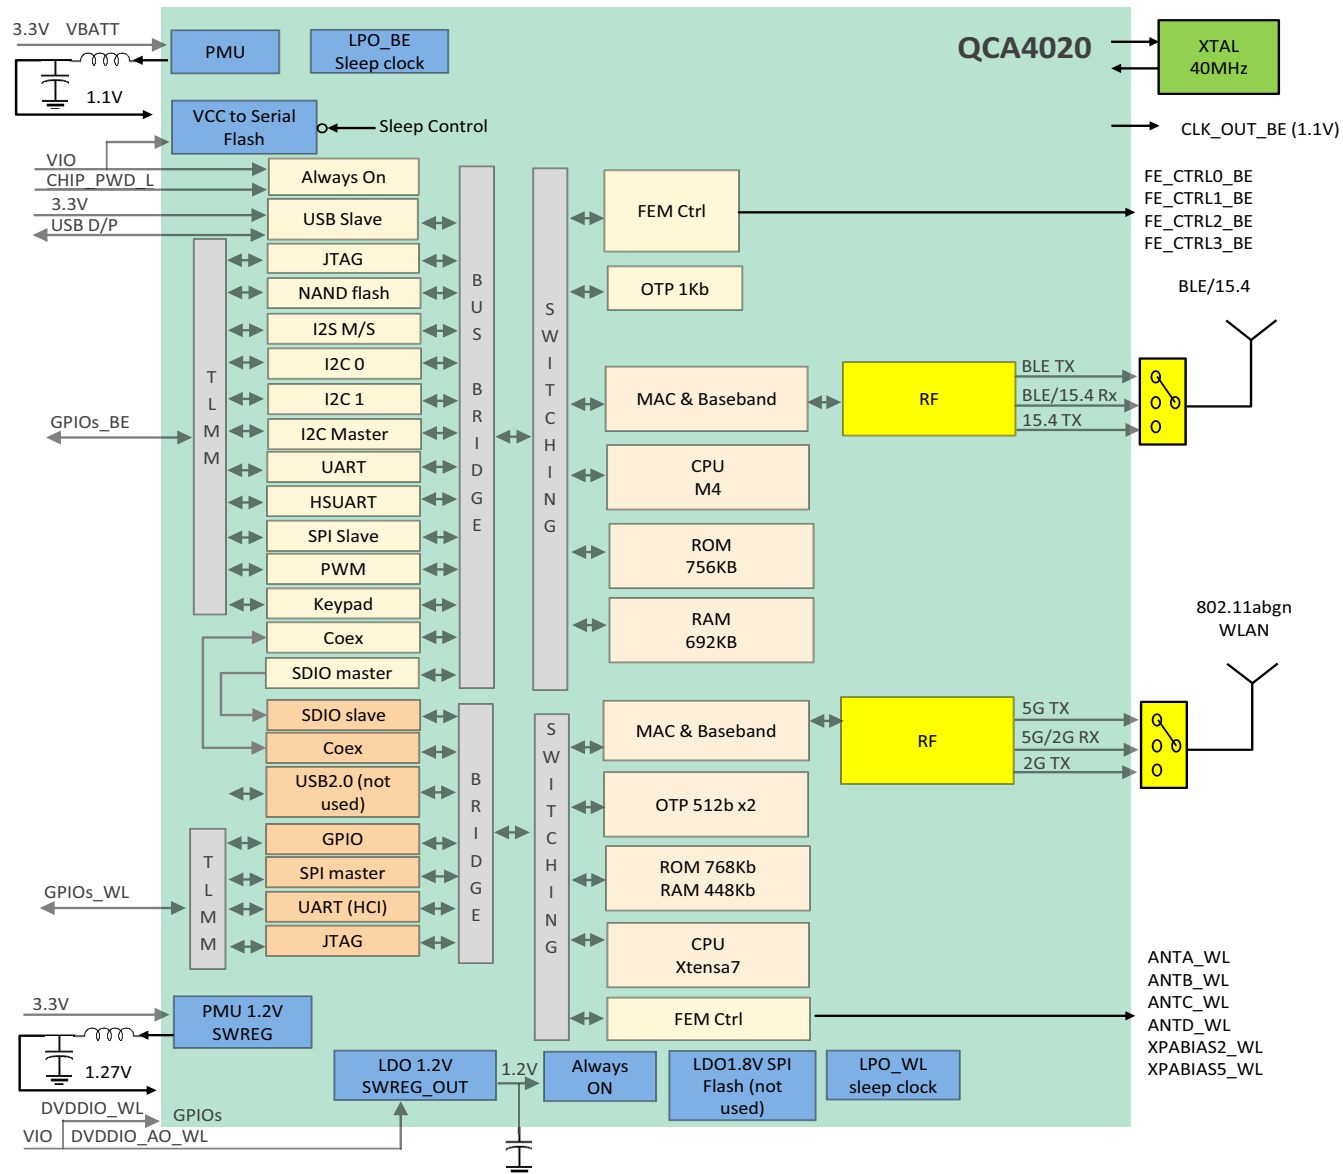 3.3V VBATT
PMU
LPO_BE
Sleep clock
QCA4020
XTAL
40MHz
1.1V
VCC to Serial
Flash
Sleep Control
CLK_OUT_BE (1.1V)
VIO
CHIP_PWD_L
3.3V
USB D/P
Always On
USB Slave
JTAG
NAND flash
I2S M/S
I2C 0
I2C 1
I2C Master
UART
HSUART
SPI Slave
PWM
Keypad
Coex
SDIO master
TLMM
GPIOs_BE
BUS BRIDGE
SWITCHING
FEM Ctrl
OTP 1Kb
MAC & Baseband
CPU
M4
ROM
756KB
RAM
692KB
RF
BLE TX
BLE/15.4 Rx
15.4 TX
FE_CTRL0_BE
FE_CTRL1_BE
FE_CTRL2_BE
FE_CTRL3_BE
BLE/15.4
SDIO slave
Coex
USB2.0 (not
used)
GPIO
SPI master
UART (HCI)
JTAG
TLMM
GPIOs_WL
BRIDGE
SWITCHING
MAC & Baseband
OTP 512b x2
ROM 768Kb
RAM 448Kb
CPU
Xtensa7
FEM Ctrl
RF
5G TX
5G/2G RX
2G TX
802.11abgn
WLAN
ANTA_WL
ANTB_WL
ANTC_WL
ANTD_WL
XPABIAS2_WL
XPABIAS5_WL
3.3V
PMU 1.2V
SWREG
1.27V
LDO 1.2V
SWREG_OUT
1.2V
Always
ON
LDO1.8V SPI
Flash (not
used)
LPO_WL
sleep clock
DVDDIO_WL
GPIOs
VIO
DVDDIO_AO_WL